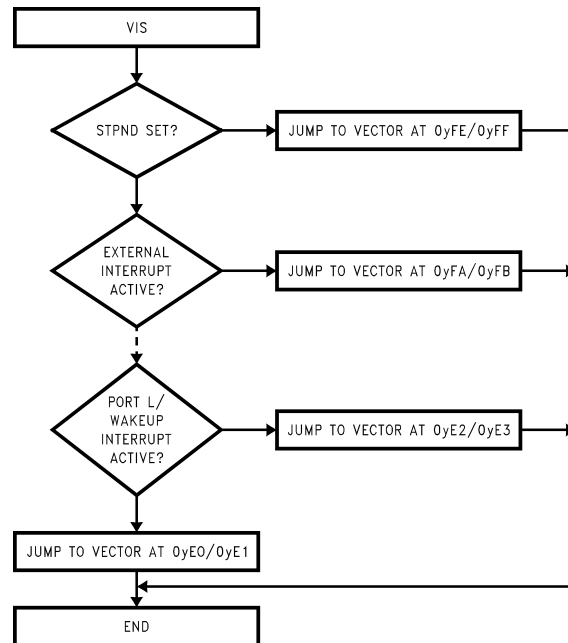 VIS
STPND SET?
JUMP TO VECTOR AT 0yFE/0yFF
EXTERNAL
INTERRUPT
ACTIVE?
JUMP TO VECTOR AT 0yFA/0yFB
PORT L/
WAKEUP
INTERRUPT
ACTIVE?
JUMP TO VECTOR AT 0yE2/0yE3
JUMP TO VECTOR AT 0yE0/0yE1
END